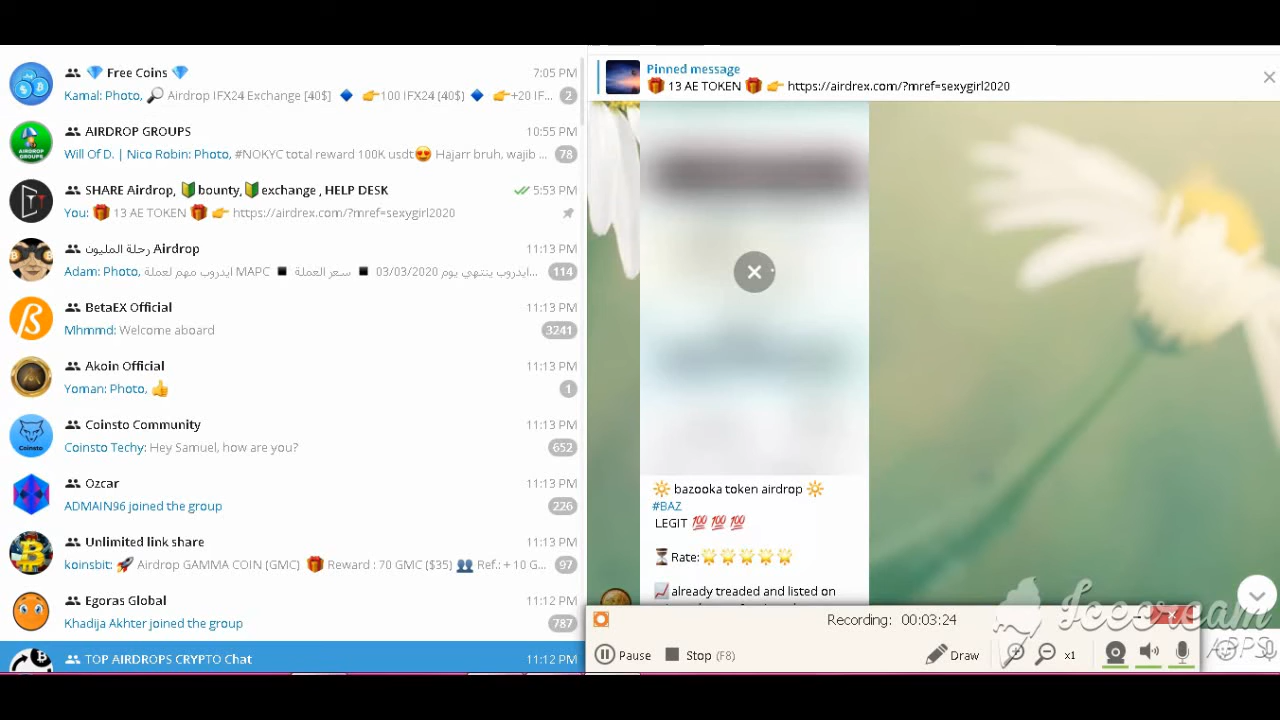 Free Coins
7:05 PM
Kamal: Photo, Airdrop IFX24 Exchange [40$] 🔹 👉100 IFX24 [40$] 🔹 👉+20 IF...
2
AIRDROP GROUPS
10:55 PM
Will Of D. | Nico Robin: Photo, #NOKYC total reward 100K usdt😍 Hajarr bruh, wajib ...
78
SHARE Airdrop, 🔰bounty,🔰exchange , HELP DESK
5:53 PM
You: 🎁 13 AE TOKEN 🎁 👉 https://airdrex.com/?mref=sexygirl2020
رحلة المليون Airdrop
11:13 PM
Adam: Photo, ايدروب مهم لعملة MAPC ◾ سعر العملة ◾ ايدروب ينتهي يوم 03/03/2020...
114
BetaEX Official
11:13 PM
Mhmmd: Welcome aboard
3241
Akoin Official
11:13 PM
Yoman: Photo, 👍
1
Coinsto Community
11:13 PM
Coinsto
Coinsto Techy: Hey Samuel, how are you?
652
Ozcar
11:13 PM
ADMAIN96 joined the group
226
Unlimited link share
11:13 PM
koinsbit: 🚀 Airdrop GAMMA COIN (GMC) 🎁 Reward : 70 GMC ($35) 👥 Ref.: + 10 G...
97
Egoras Global
11:12 PM
Khadija Akhter joined the group
787
TOP AIRDROPS CRYPTO Chat
11:12 PM
Pinned message
🎁 13 AE TOKEN 🎁 👉 https://airdrex.com/?mref=sexygirl2020
🔆 bazooka token airdrop 🔆
#BAZ
LEGIT 💯💯💯
⏳Rate:🌟🌟🌟🌟🌟
📈already treaded and listed on
Recording: 00:03:24
Pause
Stop (F8)
Draw
x1
Icecream
APPS